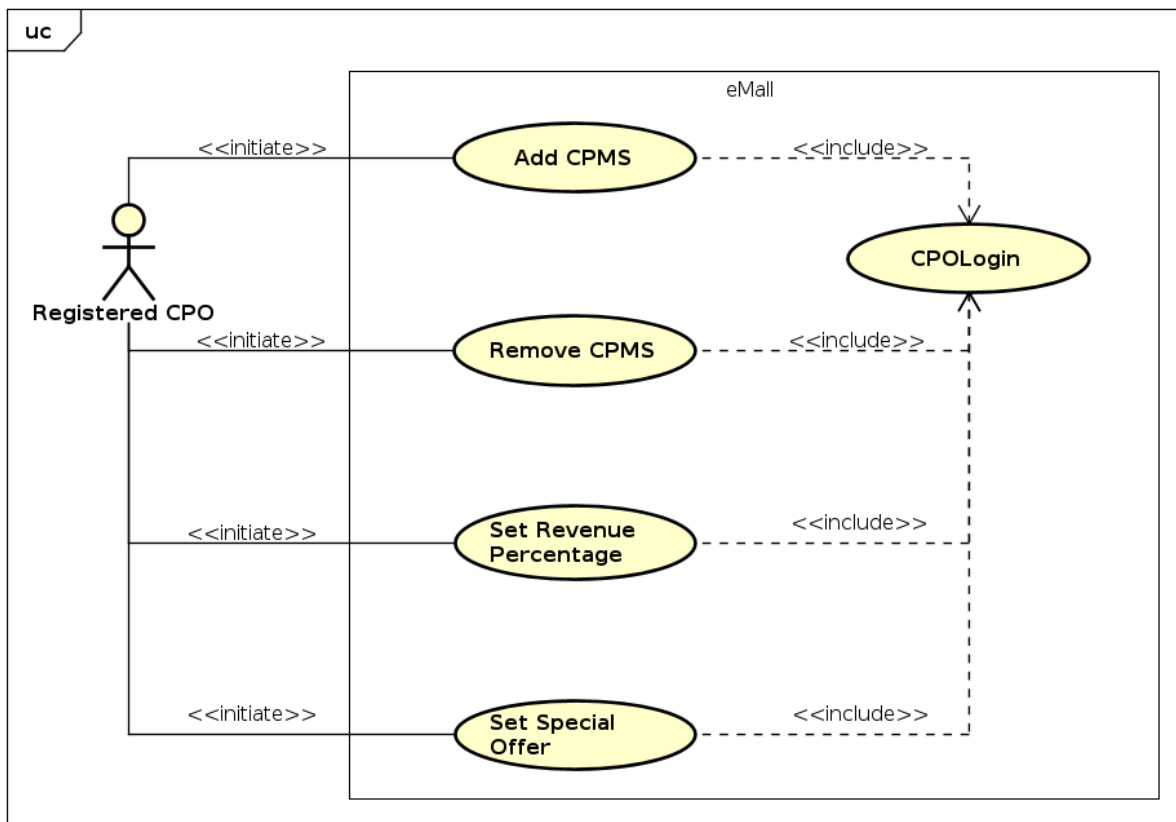 uc
eMall
<<initiate>>
Add CPMS
<<include>>
CPOLogin
Registered CPO
<<initiate>>
Remove CPMS
<<include>>
<<initiate>>
Set Revenue
Percentage
<<include>>
<<initiate>>
Set Special
Offer
<<include>>